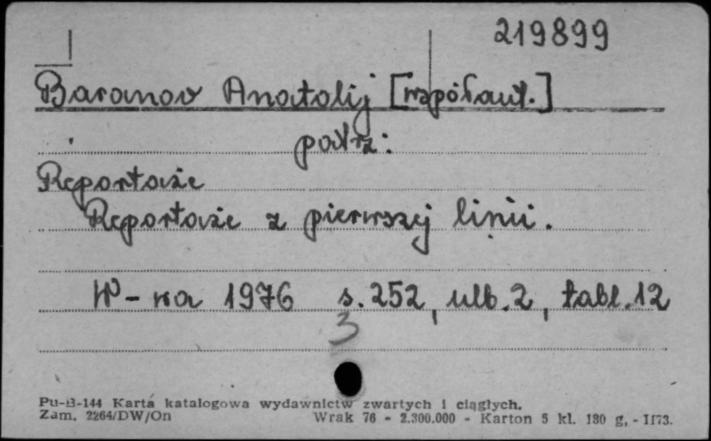 219899
Baranov Anatolij [współaut.]
patrz:
Reportaże
Reportaże z pierwszej linii.
W-wa 1976 s. 252, ulb. 2, tabl. 12
3
Pu-B-144 Karta katalogowa wydawnictw zwartych i ciągłych.
Zam. 2264/DW/On Wrak 76 - 2.300.000 - Karton 5 kl. 180 g. - II73.